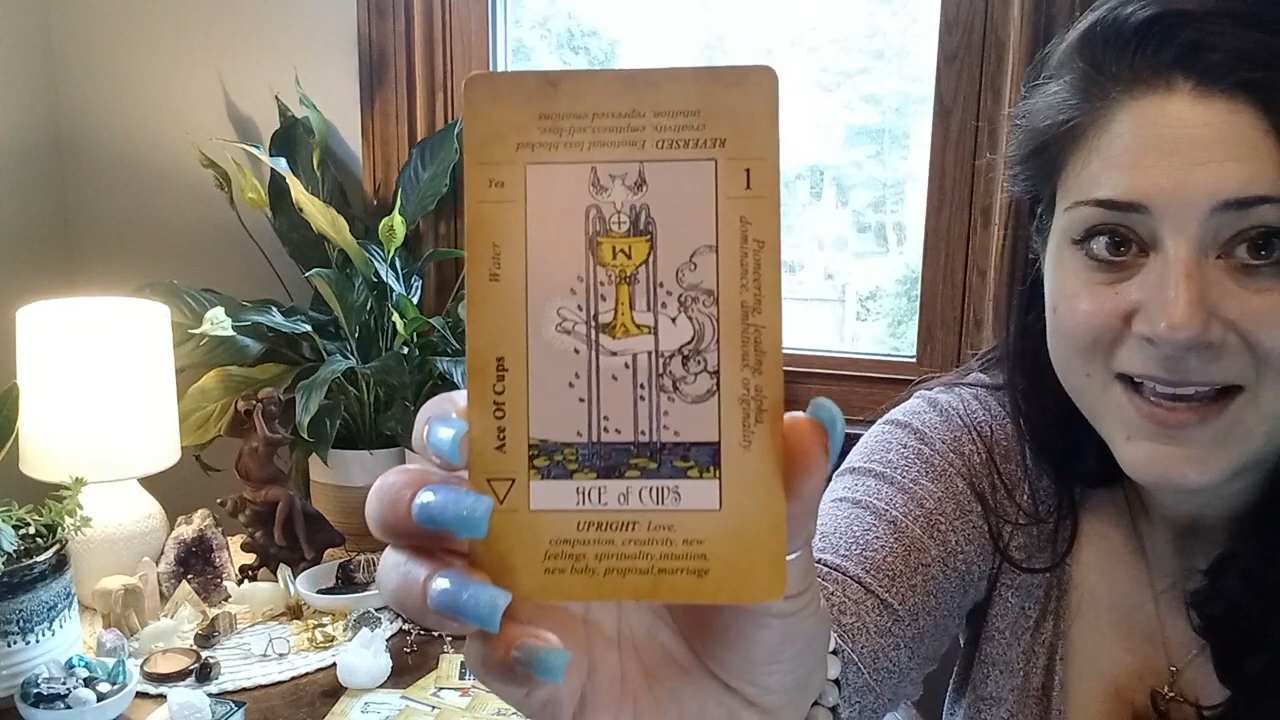 REVERSED: Emotional loss, blocked
creativity, emptiness, self-love,
intuition, repressed emotions
Yes
1
Water
Ace Of Cups
Pioneering, leading, alpha,
dominance, ambitious, originality
M
ACE of CUPS
UPRIGHT: Love,
compassion, creativity, new
feelings, spirituality,intuition,
new baby, proposal,marriage